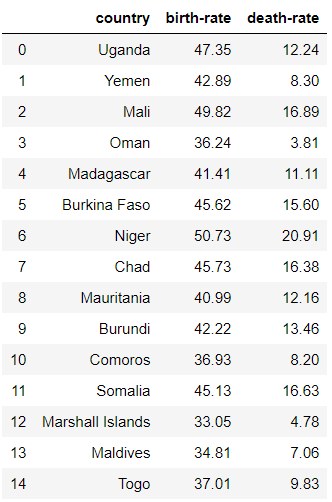 country birth-rate death-rate
0 Uganda 47.35 12.24
1 Yemen 42.89 8.30
2 Mali 49.82 16.89
3 Oman 36.24 3.81
4 Madagascar 41.41 11.11
5 Burkina Faso 45.62 15.60
6 Niger 50.73 20.91
7 Chad 45.73 16.38
8 Mauritania 40.99 12.16
9 Burundi 42.22 13.46
10 Comoros 36.93 8.20
11 Somalia 45.13 16.63
12 Marshall Islands 33.05 4.78
13 Maldives 34.81 7.06
14 Togo 37.01 9.83